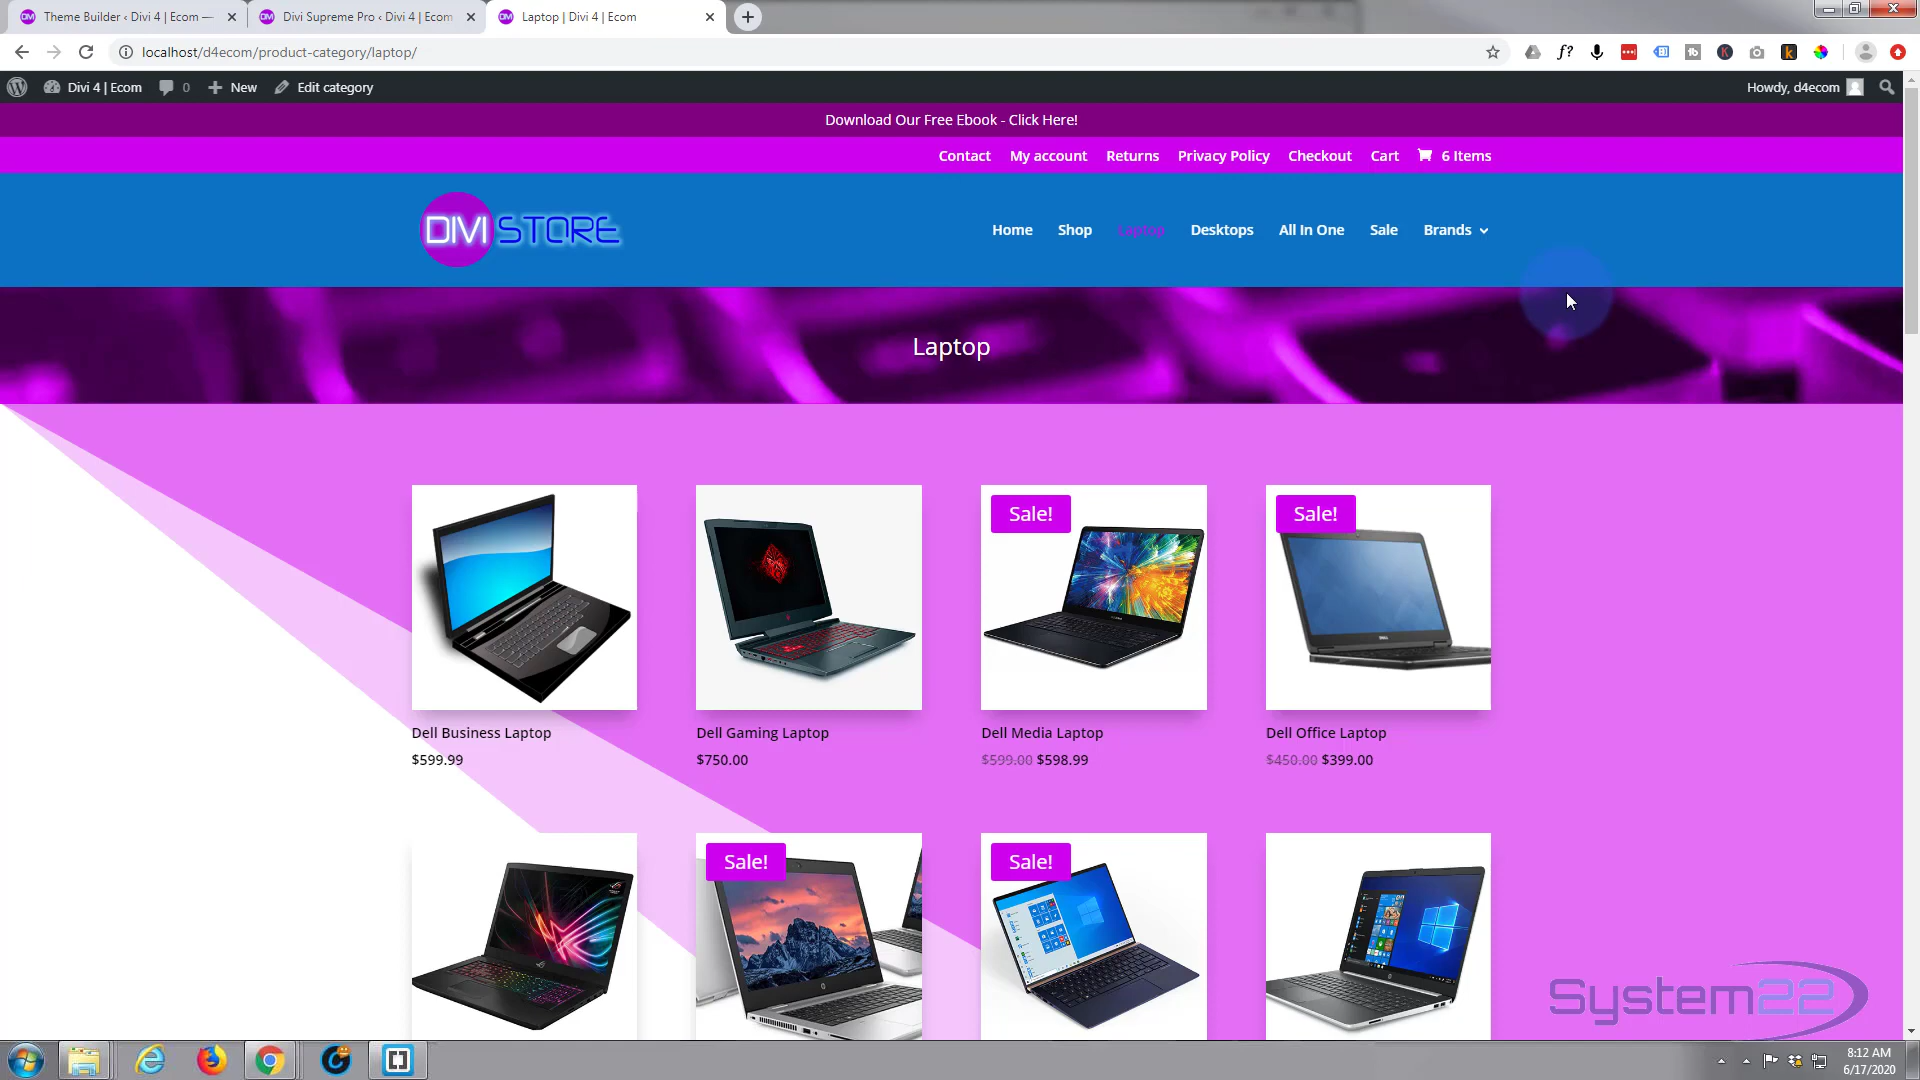 Theme Builder ‹ Divi 4 | Ecom —
Divi Supreme Pro ‹ Divi 4 | Ecom
Laptop | Divi 4 | Ecom
localhost/d4ecom/product-category/laptop/
Divi 4 | Ecom
0
New
Edit category
Howdy, d4ecom
Download Our Free Ebook - Click Here!
Contact
My account
Returns
Privacy Policy
Checkout
Cart
6 Items
DIVI STORE
Home
Shop
Laptop
Desktops
All In One
Sale
Brands
Laptop
Sale!
Sale!
Dell Business Laptop
Dell Gaming Laptop
Dell Media Laptop
Dell Office Laptop
$599.99
$750.00
$599.00 $598.99
$450.00 $399.00
Sale!
Sale!
System22
8:12 AM
6/17/2020